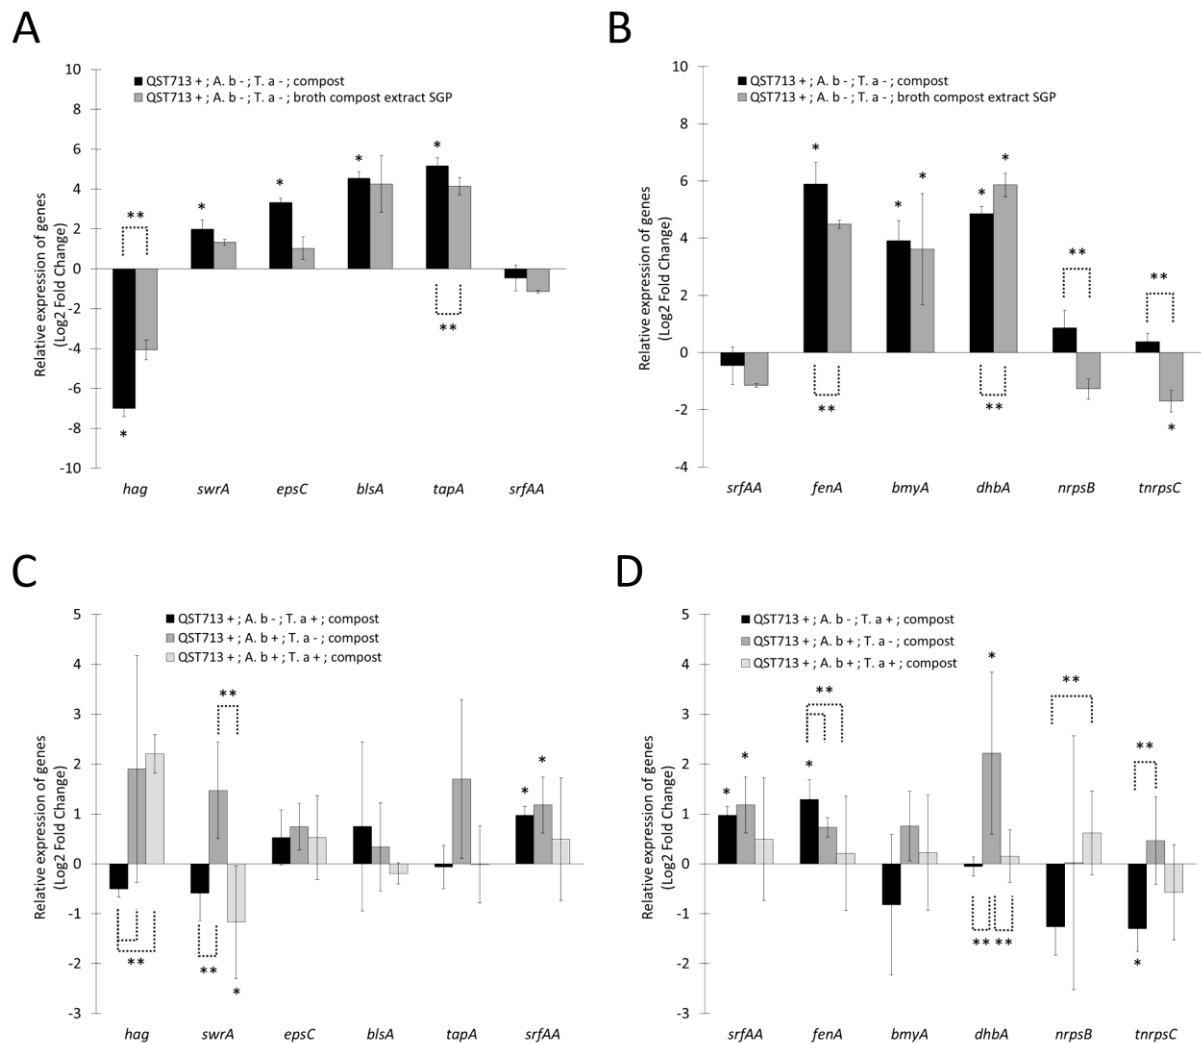 A
QST713 + ; A. b - ; T. a - ; compost
QST713 + ; A. b - ; T. a - ; broth compost extract SGP
Relative expression of genes
(Log2 Fold Change)
10
8
6
4
2
0
-2
-4
-6
-8
-10
**
*
*
*
*
*
**
hag
swrA
epsC
blsA
tapA
srfAA
B
QST713 + ; A. b - ; T. a - ; compost
QST713 + ; A. b - ; T. a - ; broth compost extract SGP
Relative expression of genes
(Log2 Fold Change)
10
8
6
4
2
0
-2
-4
*
*
*
*
*
**
**
**
**
*
srfAA
fenA
bmyA
dhbA
nrpsB
tnrpsC
C
QST713 + ; A. b - ; T. a + ; compost
QST713 + ; A. b + ; T. a - ; compost
QST713 + ; A. b + ; T. a + ; compost
Relative expression of genes
(Log2 Fold Change)
5
4
3
2
1
0
-1
-2
-3
**
*
*
**
**
*
hag
swrA
epsC
blsA
tapA
srfAA
D
QST713 + ; A. b - ; T. a + ; compost
QST713 + ; A. b + ; T. a - ; compost
QST713 + ; A. b + ; T. a + ; compost
Relative expression of genes
(Log2 Fold Change)
5
4
3
2
1
0
-1
-2
-3
*
*
**
*
*
**
**
**
**
*
srfAA
fenA
bmyA
dhbA
nrpsB
tnrpsC